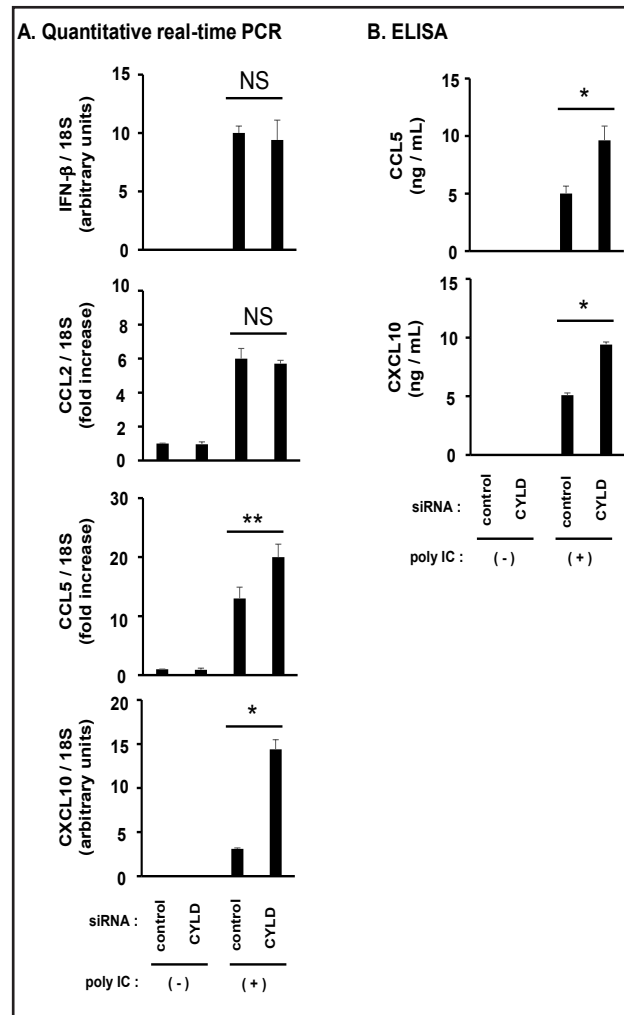 A. Quantitative real-time PCR
IFN-β / 18S
(arbitrary units)
15
10
5
0
NS
CCL2 / 18S
(fold increase)
10
8
6
4
2
0
NS
CCL5 / 18S
(fold increase)
30
20
10
0
**
CXCL10 / 18S
(arbitrary units)
20
15
10
5
0
*
siRNA :
control
CYLD
control
CYLD
poly IC :
( - )
( + )
B. ELISA
CCL5
(ng / mL)
15
10
5
0
*
CXCL10
(ng / mL)
15
10
5
0
*
siRNA :
control
CYLD
control
CYLD
poly IC :
( - )
( + )